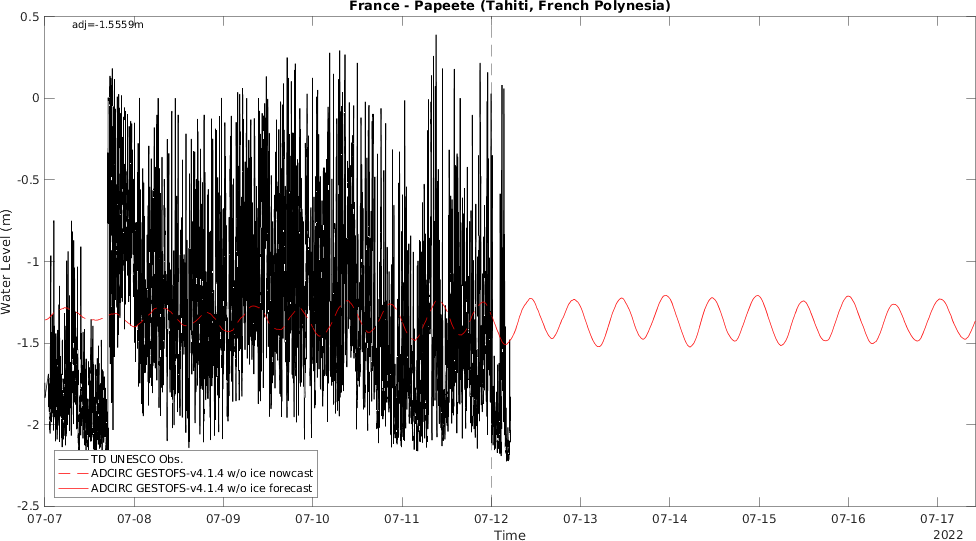 France - Papeete (Tahiti, French Polynesia)
adj=-1.5559m
0.5
0
-0.5
-1
-1.5
-2
-2.5
Water Level (m)
TD UNESCO Obs.
ADCIRC GESTOFS-v4.1.4 w/o ice nowcast
ADCIRC GESTOFS-v4.1.4 w/o ice forecast
07-07 07-08 07-09 07-10 07-11 07-12 07-13 07-14 07-15 07-16 07-17
Time
2022